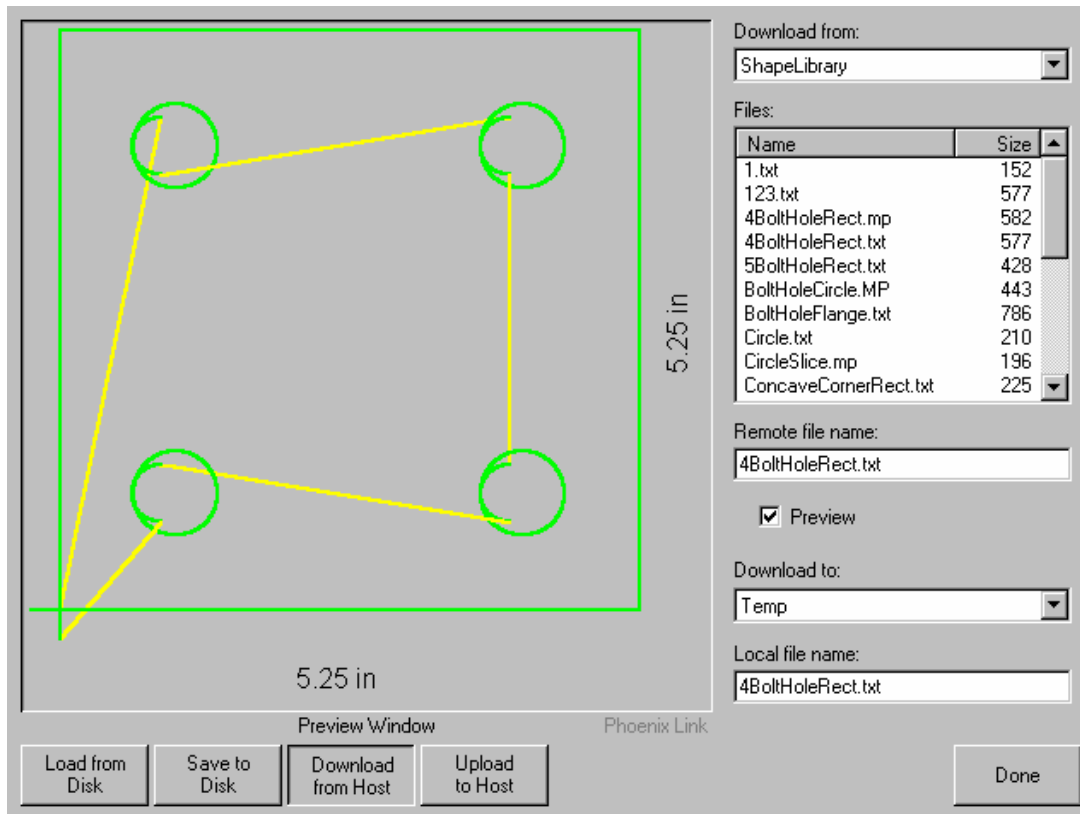 Download from:
ShapeLibrary
Files:
Name Size
1.txt 152
123.txt 577
4BoltHoleRect.mp 582
4BoltHoleRect.txt 577
5BoltHoleRect.txt 428
BoltHoleCircle.MP 443
BoltHoleFlange.txt 786
Circle.txt 210
CircleSlice.mp 196
ConcaveCornerRect.txt 225
5.25 in
Remote file name:
4BoltHoleRect.txt
Preview
Download to:
Temp
Local file name:
4BoltHoleRect.txt
5.25 in
Preview Window
Phoenix Link
Load from
Disk
Save to
Disk
Download
from Host
Upload
to Host
Done